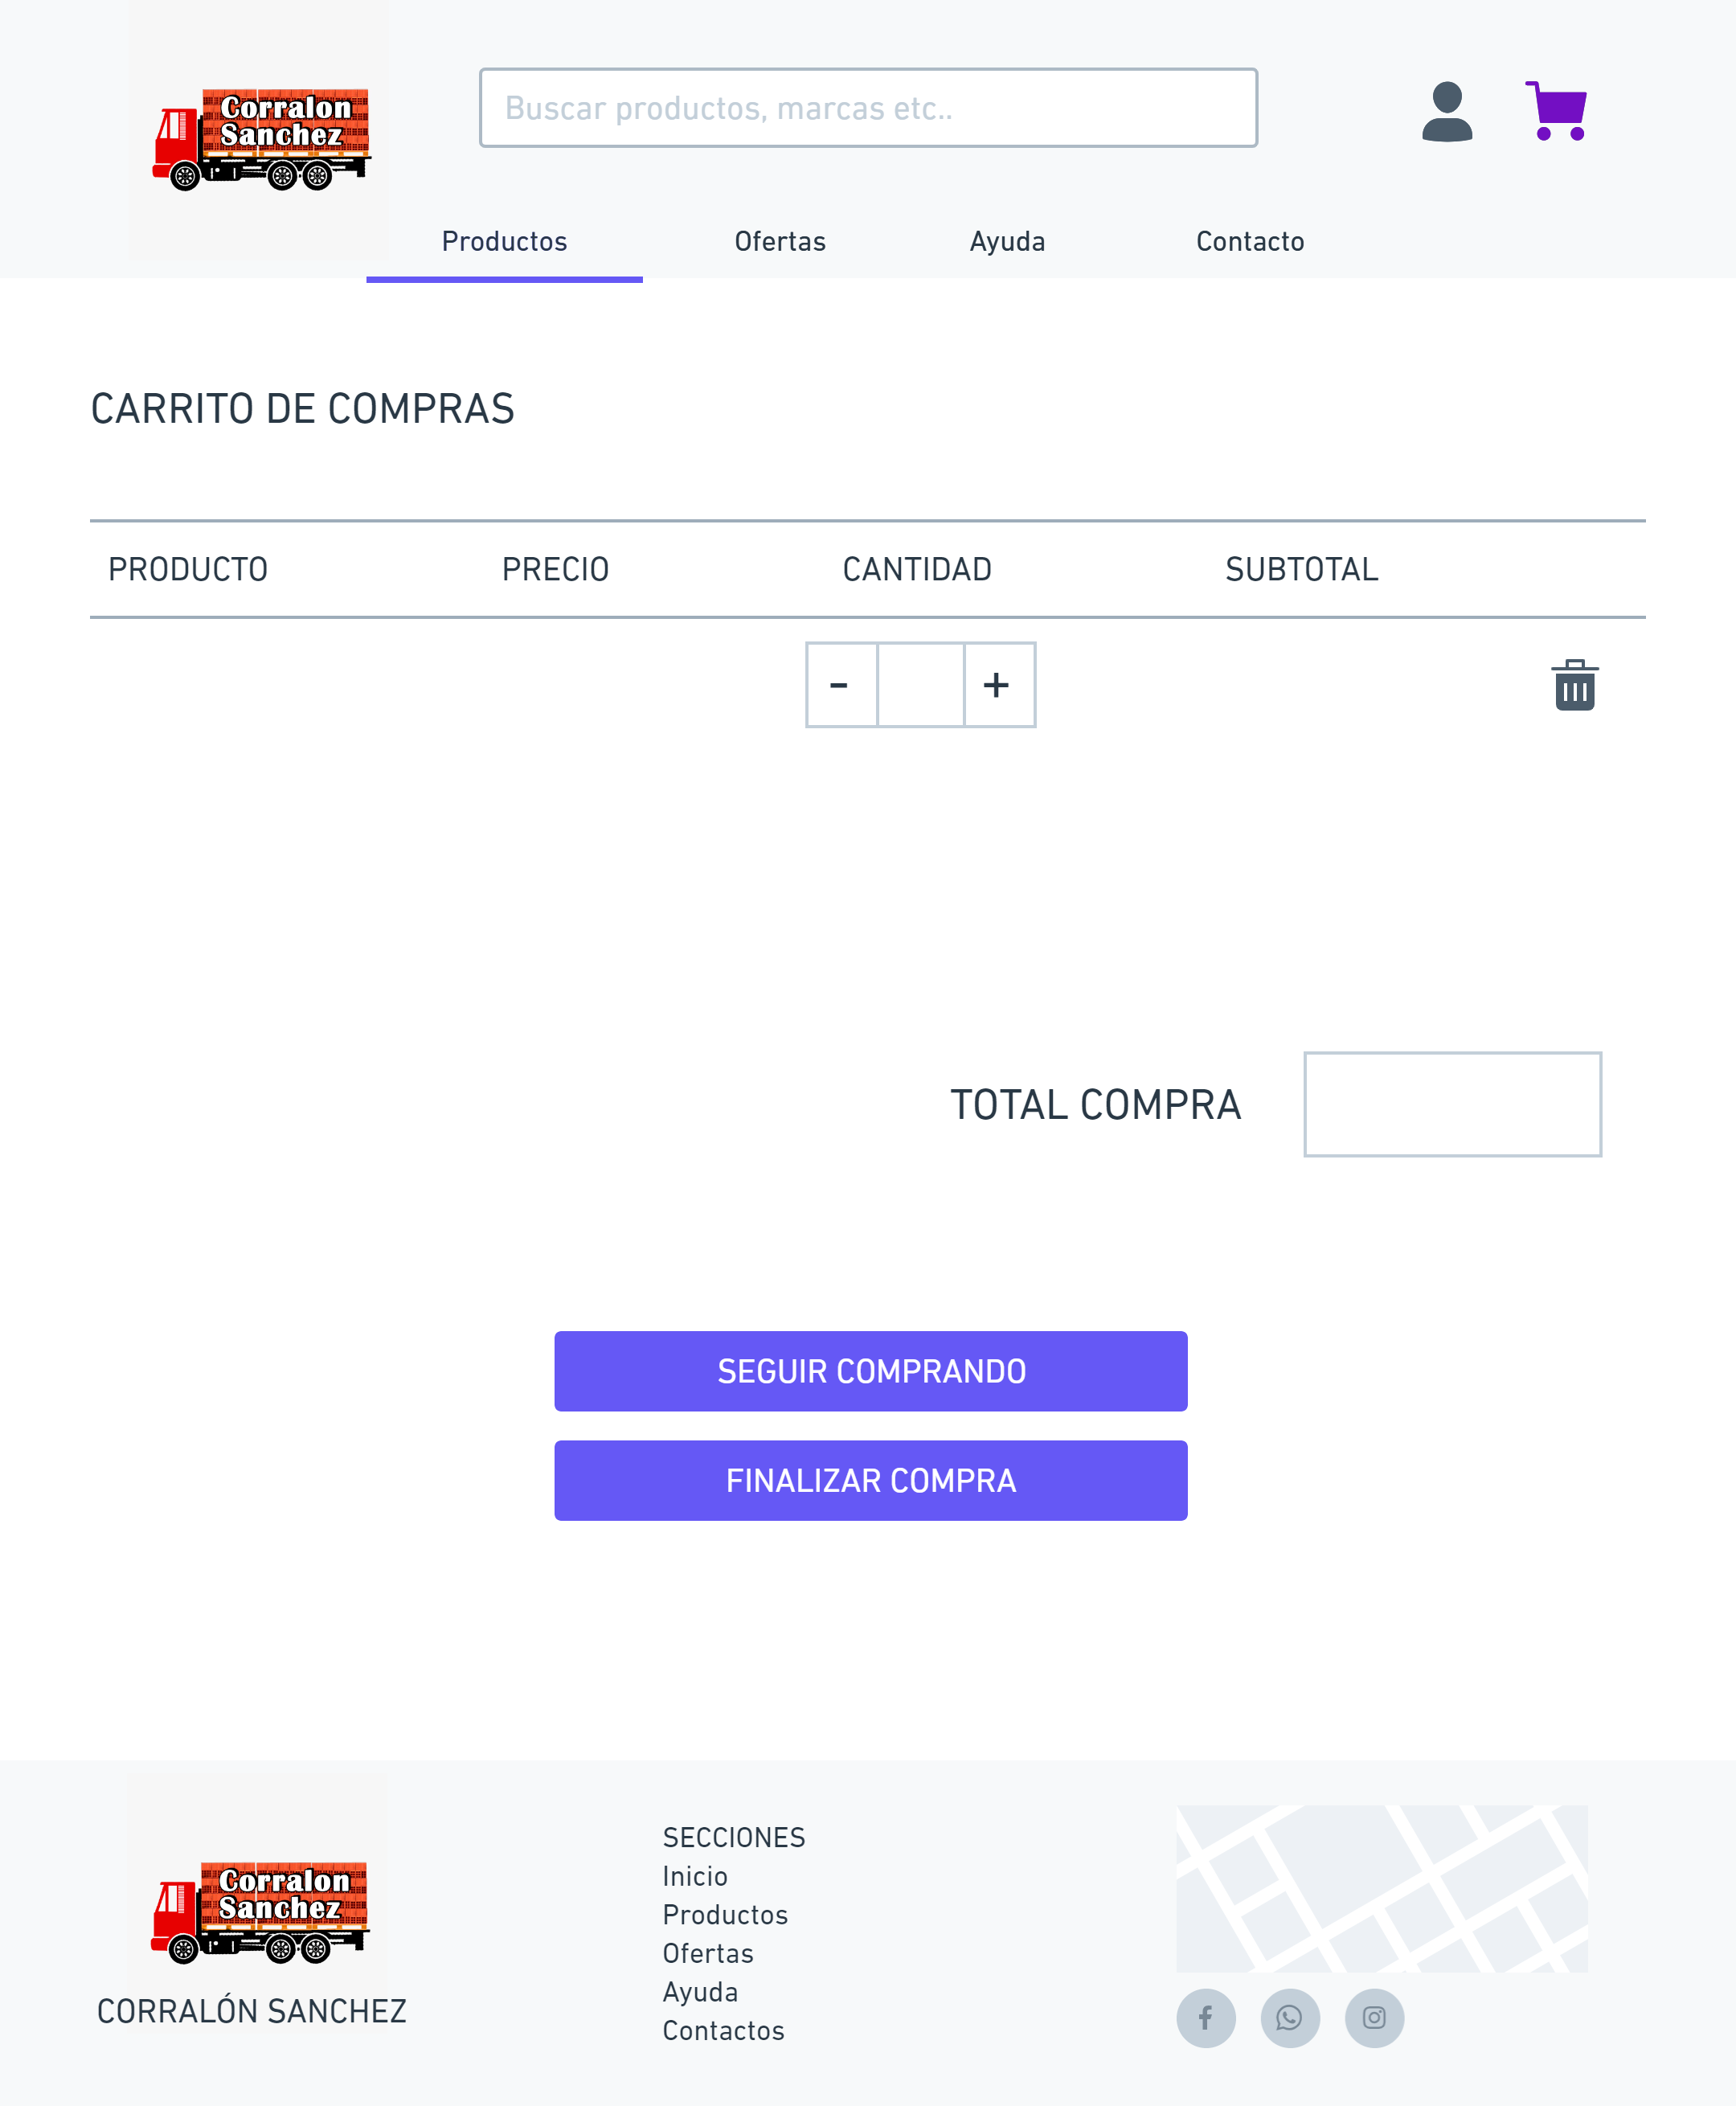 Corralon
Sanchez
Buscar productos, marcas etc..
Productos Ofertas Ayuda Contacto
CARRITO DE COMPRAS
PRODUCTO PRECIO CANTIDAD SUBTOTAL
- +
TOTAL COMPRA
SEGUIR COMPRANDO
FINALIZAR COMPRA
Corralon
Sanchez
CORRALÓN SANCHEZ
SECCIONES
Inicio
Productos
Ofertas
Ayuda
Contactos